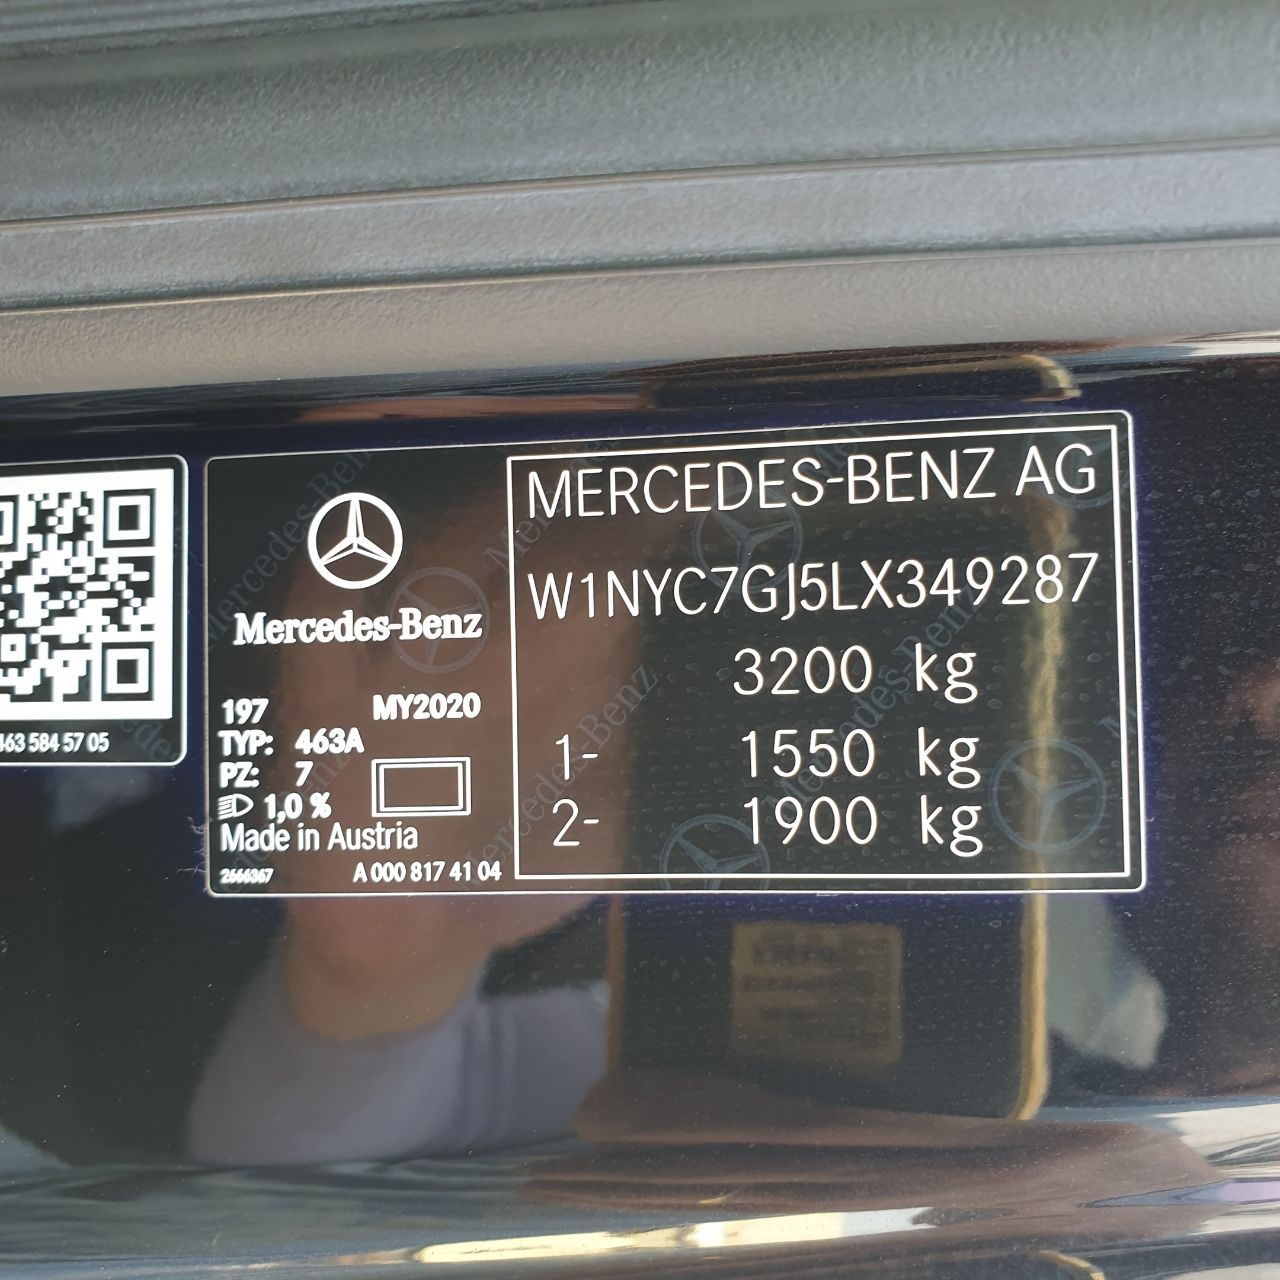 463 584 57 05
Mercedes-Benz
197 MY2020
TYP: 463A
PZ: 7
1,0 %
Made in Austria
2666367 A 000 817 41 04
MERCEDES-BENZ AG
W1NYC7GJ5LX349287
3200 kg
1- 1550 kg
2- 1900 kg